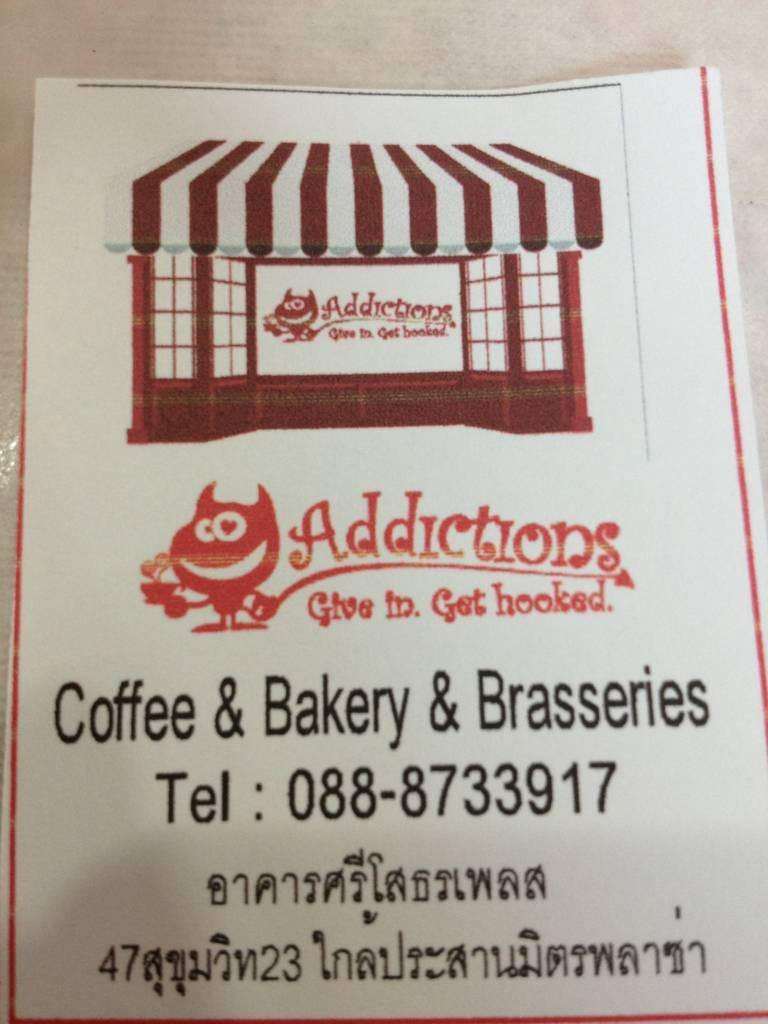 Addictions
Give in. Get hooked.
Addictions
Give in. Get hooked.
Coffee & Bakery & Brasseries
Tel : 088-8733917
อาคารศรีโสธรเพลส
47สุขุมวิท23 ใกล้ประสานมิตรพลาซ่า